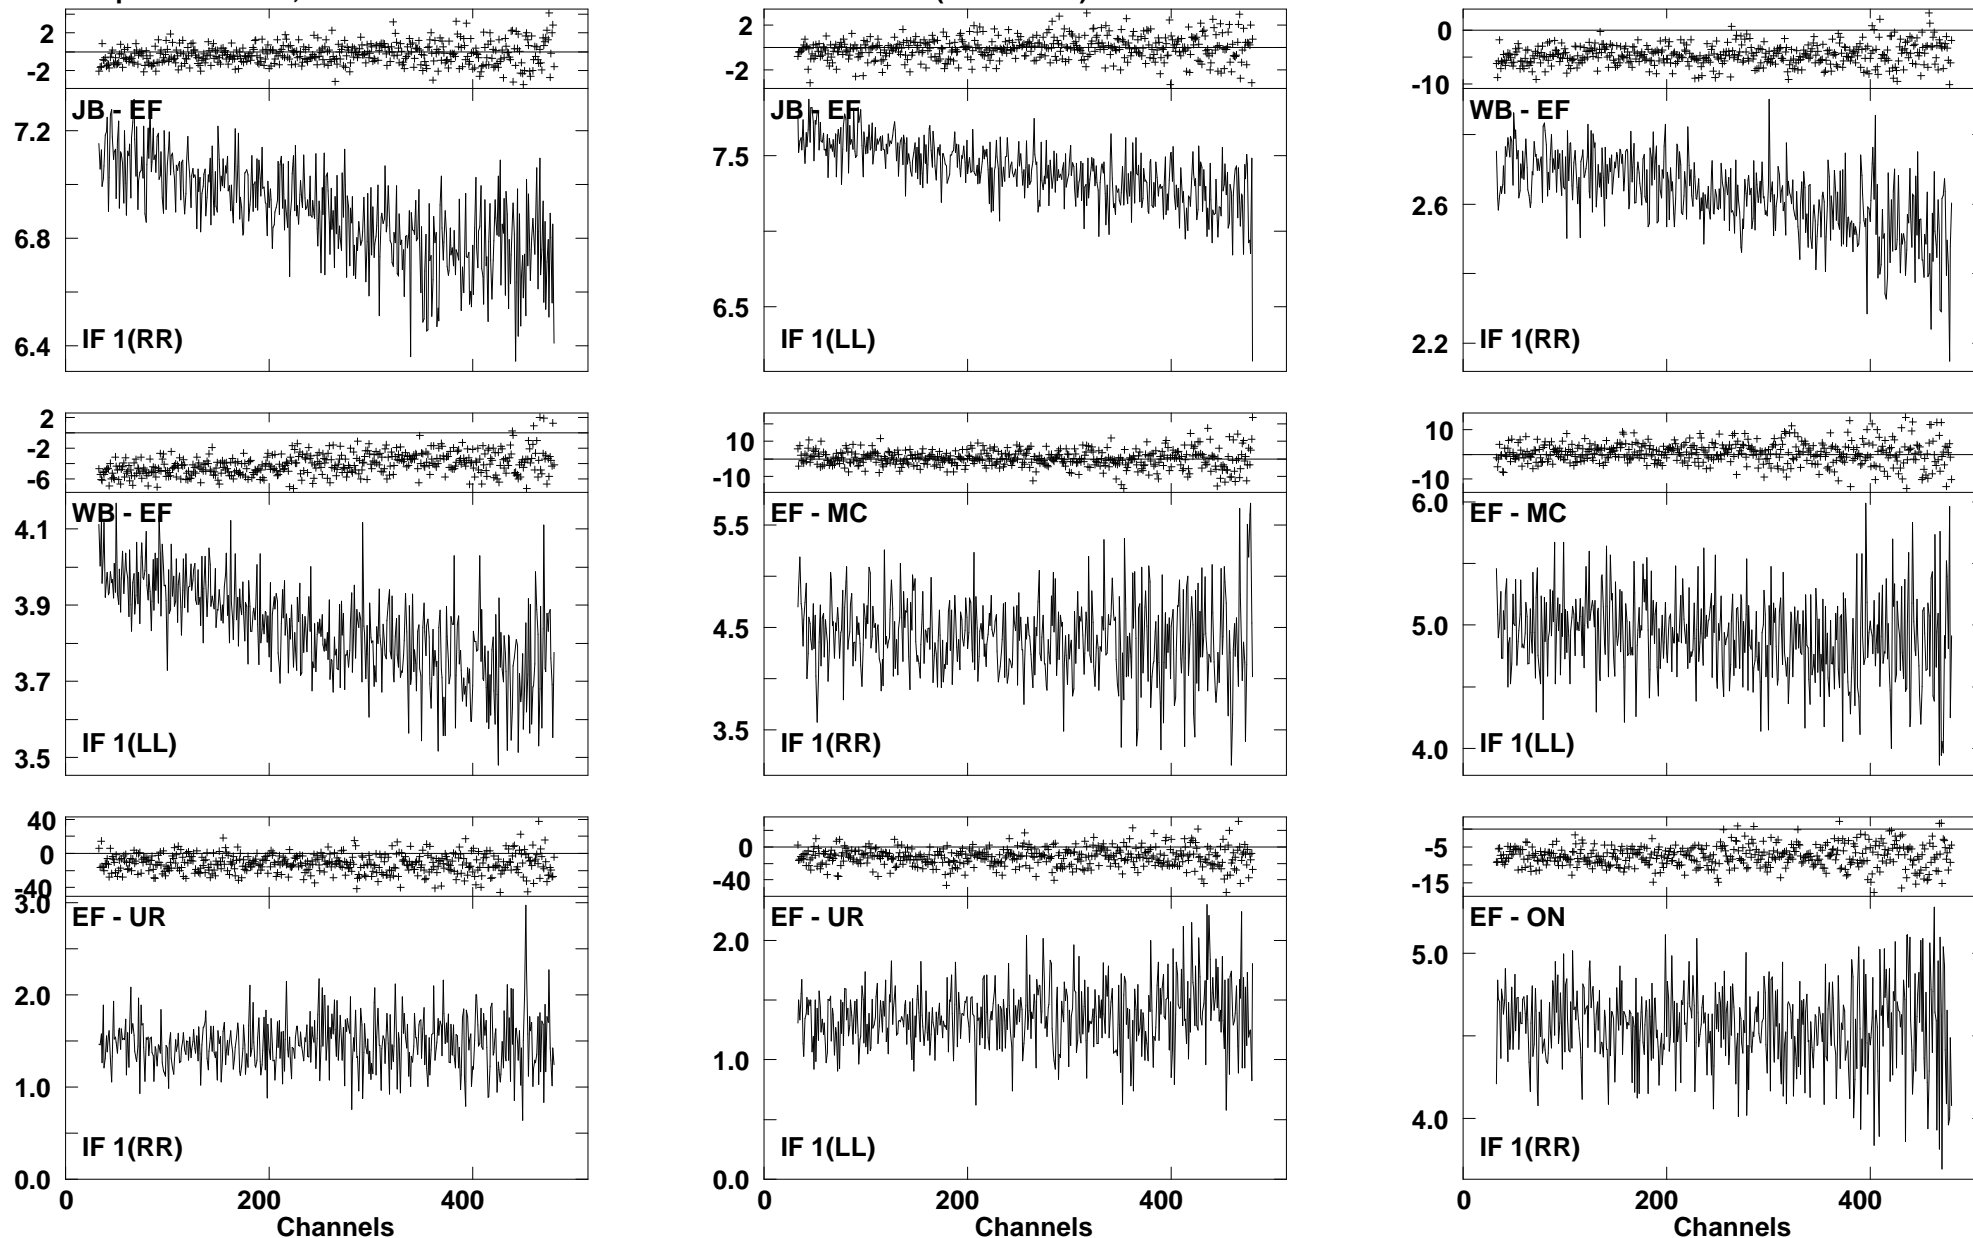 2
-2
JB - EF
7.2
6.8
6.4
IF 1(RR)
2
-2
JB - EF
7.5
6.5
IF 1(LL)
0
-10
WB - EF
2.6
2.2
IF 1(RR)
2
-2
-6
WB - EF
4.1
3.9
3.7
3.5
IF 1(LL)
10
-10
EF - MC
5.5
4.5
3.5
IF 1(RR)
10
-10
EF - MC
6.0
5.0
4.0
IF 1(LL)
40
0
-40
EF - UR
3.0
2.0
1.0
0.0
IF 1(RR)
0 200 400
Channels
0
-40
EF - UR
2.0
1.0
0.0
IF 1(LL)
0 200 400
Channels
-5
-15
EF - ON
5.0
4.0
IF 1(RR)
0 200 400
Channels